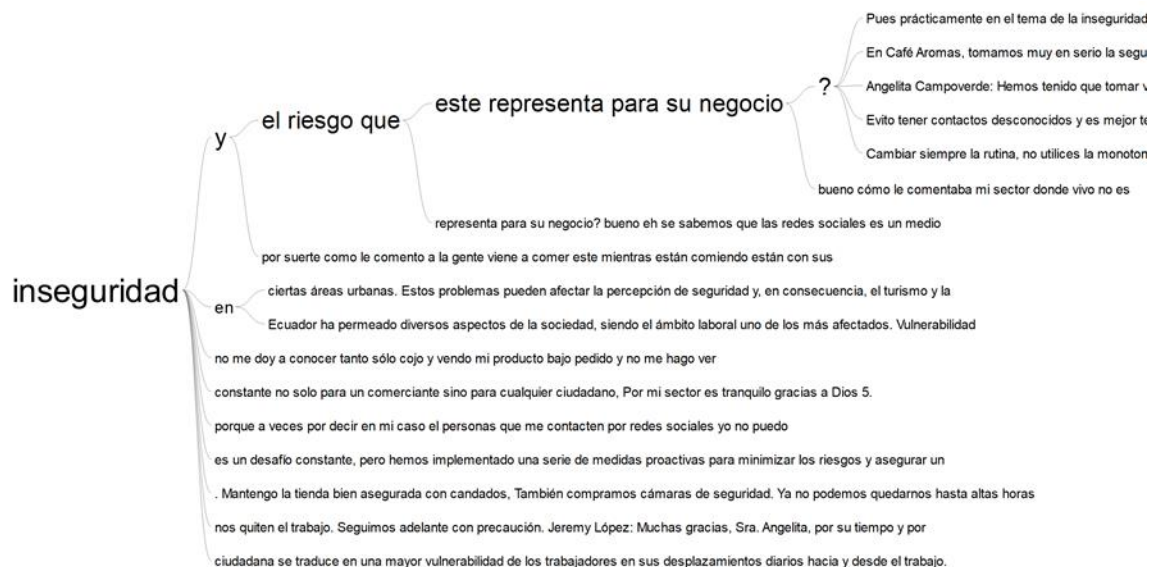 Pues prácticamente en el tema de la inseguridad
En Café Aromas, tomamos muy en serio la segu
?
Angelita Campoverde: Hemos tenido que tomar v
este representa para su negocio
el riesgo que
Evito tener contactos desconocidos y es mejor te
y
Cambiar siempre la rutina, no utilices la monoton
bueno cómo le comentaba mi sector donde vivo no es
representa para su negocio? bueno eh se sabemos que las redes sociales es un medio
por suerte como le comento a la gente viene a comer este mientras están comiendo están con sus
inseguridad
ciertas áreas urbanas. Estos problemas pueden afectar la percepción de seguridad y, en consecuencia, el turismo y la
en
Ecuador ha permeado diversos aspectos de la sociedad, siendo el ámbito laboral uno de los más afectados. Vulnerabilidad
no me doy a conocer tanto sólo cojo y vendo mi producto bajo pedido y no me hago ver
constante no solo para un comerciante sino para cualquier ciudadano, Por mi sector es tranquilo gracias a Dios 5.
porque a veces por decir en mi caso el personas que me contacten por redes sociales yo no puedo
es un desafío constante, pero hemos implementado una serie de medidas proactivas para minimizar los riesgos y asegurar un
. Mantengo la tienda bien asegurada con candados, También compramos cámaras de seguridad. Ya no podemos quedarnos hasta altas horas
nos quiten el trabajo. Seguimos adelante con precaución. Jeremy López: Muchas gracias, Sra. Angelita, por su tiempo y por
ciudadana se traduce en una mayor vulnerabilidad de los trabajadores en sus desplazamientos diarios hacia y desde el trabajo.